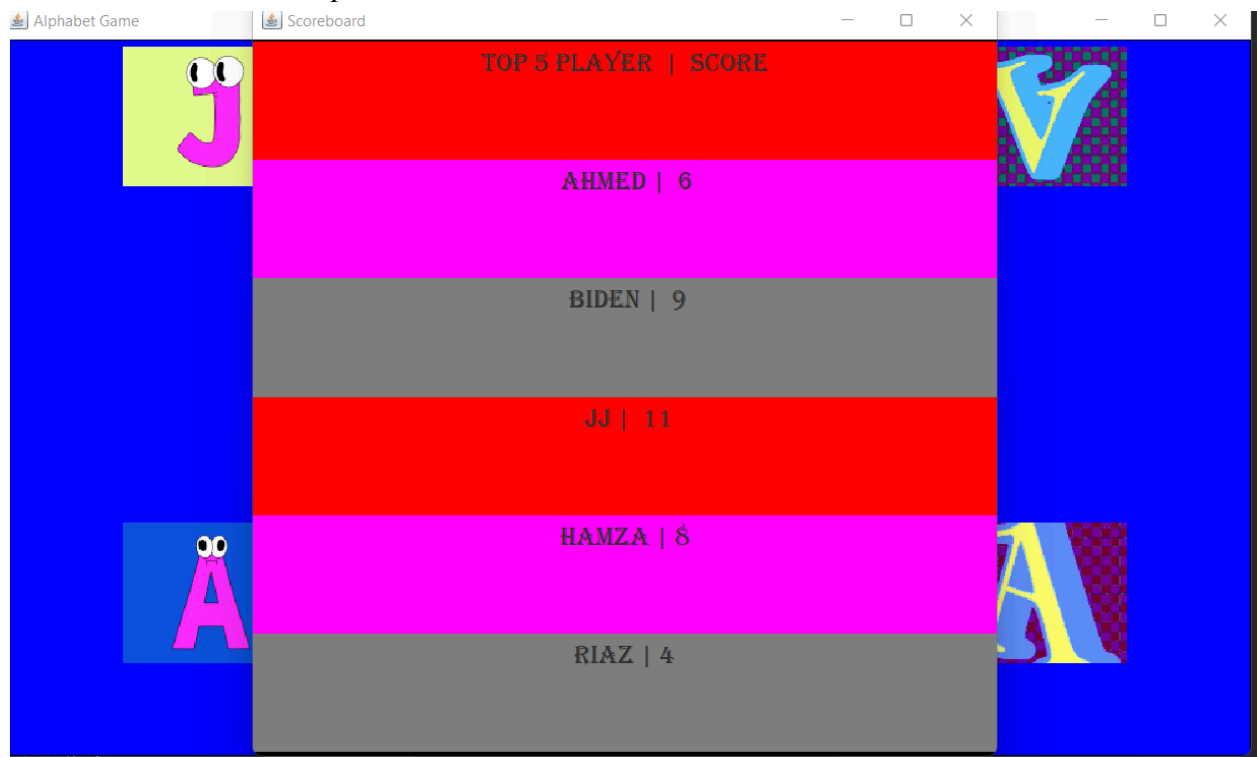 Alphabet Game
Scoreboard
TOP 5 PLAYER | SCORE
AHMED | 6
BIDEN | 9
JJ | 11
HAMZA | 8
RIAZ | 4
J
V
A
A